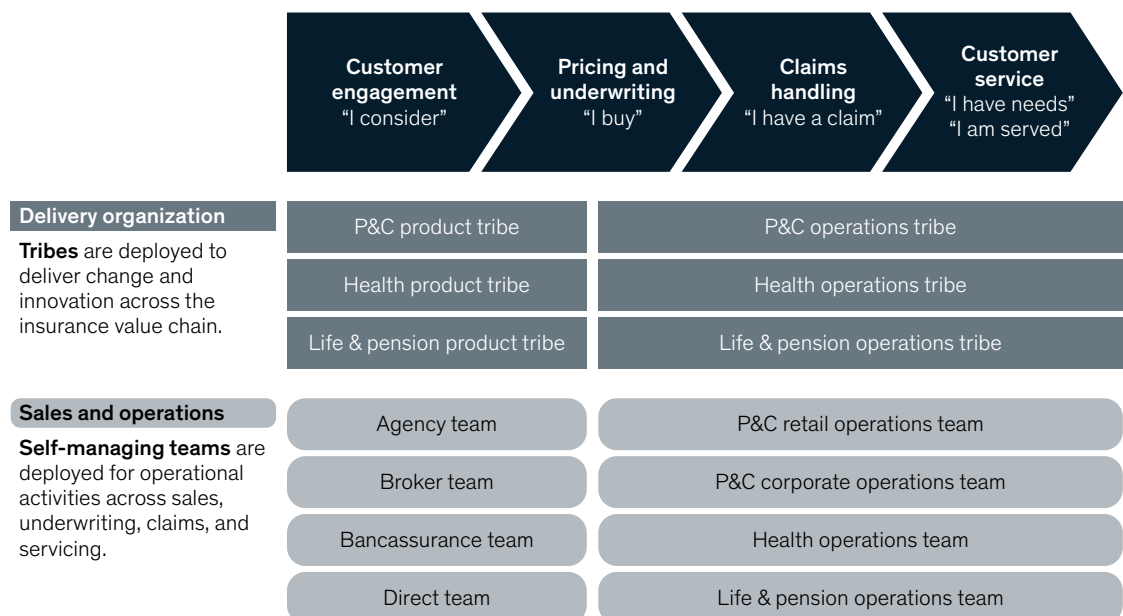 Customer
engagement
“I consider”
Pricing and
underwriting
“I buy”
Claims
handling
“I have a claim”
Customer
service
“I have needs”
“I am served”
Delivery organization
Tribes are deployed to
deliver change and
innovation across the
insurance value chain.
P&C product tribe
P&C operations tribe
Health product tribe
Health operations tribe
Life & pension product tribe
Life & pension operations tribe
Sales and operations
Self-managing teams are
deployed for operational
activities across sales,
underwriting, claims, and
servicing.
Agency team
P&C retail operations team
Broker team
P&C corporate operations team
Bancassurance team
Health operations team
Direct team
Life & pension operations team